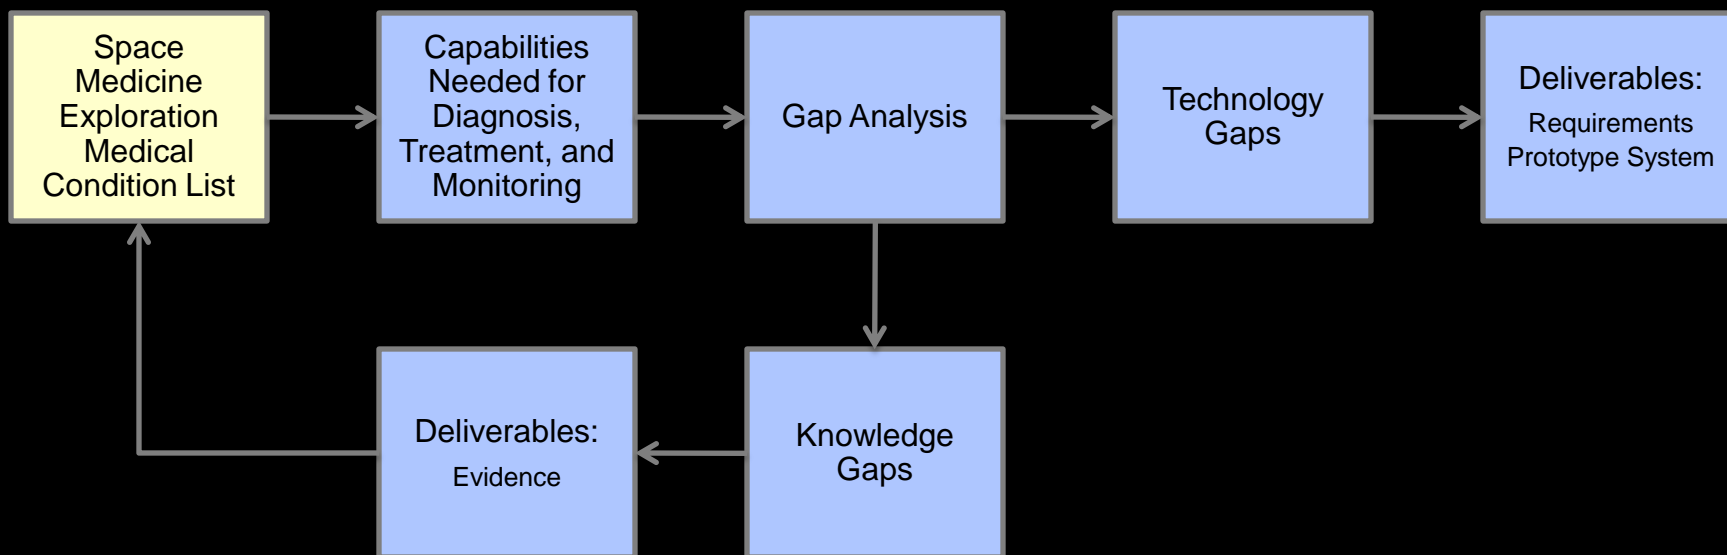 Space
Medicine
Exploration
Medical
Condition List
Capabilities
Needed for
Diagnosis,
Treatment, and
Monitoring
Gap Analysis
Technology
Gaps
Deliverables:
Requirements
Prototype System
Deliverables:
Evidence
Knowledge
Gaps